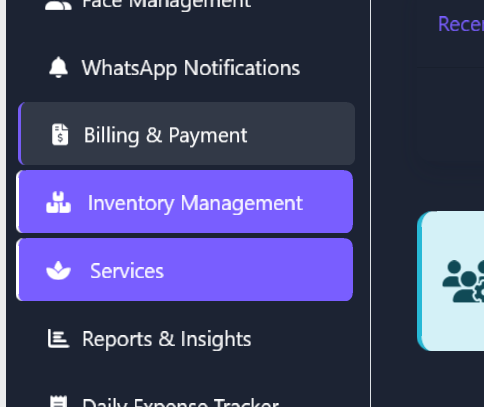 Face Management
Recen
WhatsApp Notifications
Billing & Payment
Inventory Management
Services
Reports & Insights
Daily Expense Tracker